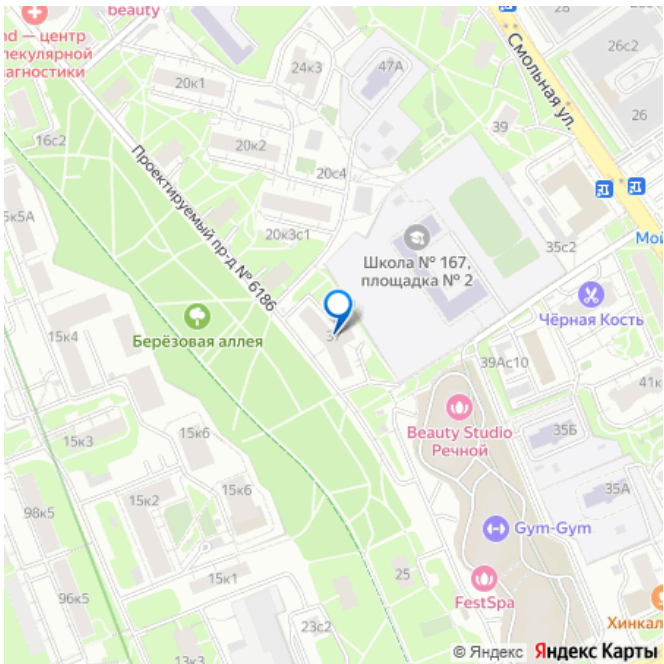 beauty
nd — центр
лекулярной
агностики
28
26с2
24к3
47А
20к1
Смольная ул.
26
39
16с2
20к2
20с4
Проектируемый пр-д № 6186
5к5А
20к3с1
35с2
Мой
Школа № 167,
площадка № 2
Чёрная Кость
15к4
Берёзовая аллея
37
39Ас10
41к
Beauty Studio
Речной
15к3
15к6
35Б
15к2
15к6
35А
98к5
Gym-Gym
15к1
25
FestSpa
96к5
Хинкал
23с2
13к3
© Яндекс Яндекс Карты